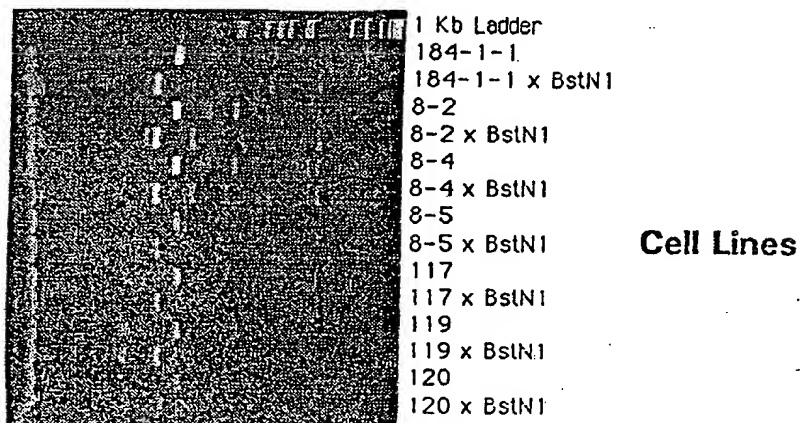 1 Kb Ladder
184-1-1
184-1-1 x BstN1
8-2
8-2 x BstN1
8-4
8-4 x BstN1
8-5
8-5 x BstN1
Cell Lines
117
117 x BstN1
119
119 x BstN1
120
120 x BstN1